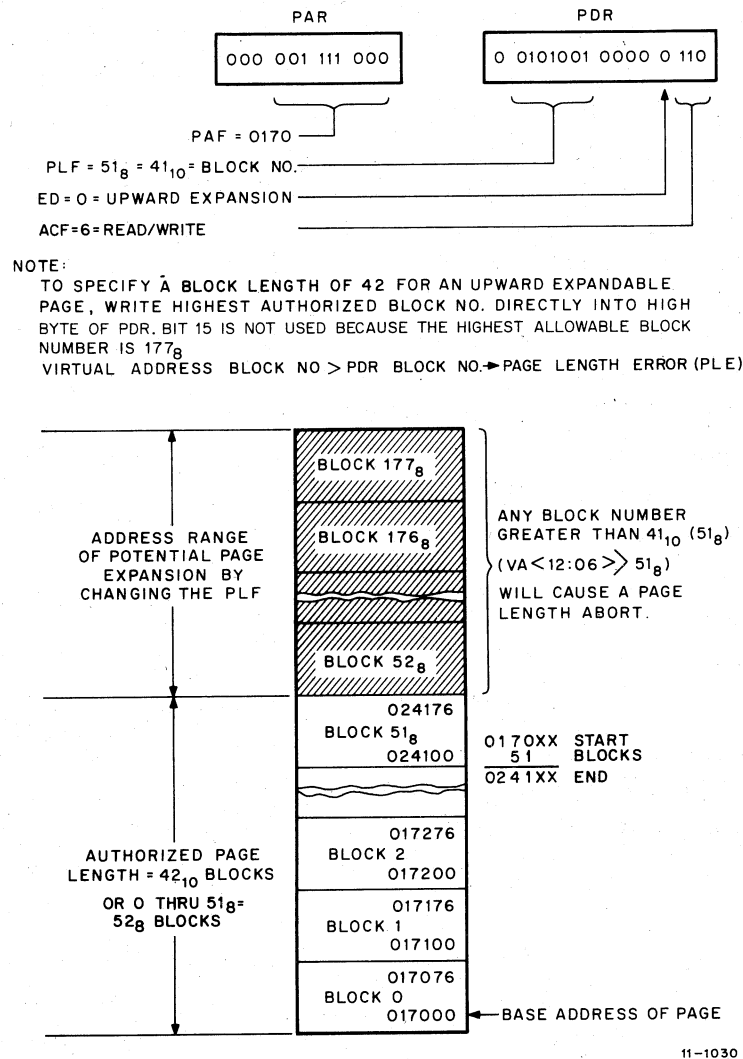 PAR
PDR
000 001 111 000
0 0101001 0000 0 110
PAF = 0170
PLF = 51₈ = 41₁₀ = BLOCK NO.
ED = 0 = UPWARD EXPANSION
ACF=6=READ/WRITE
NOTE:
TO SPECIFY A BLOCK LENGTH OF 42 FOR AN UPWARD EXPANDABLE
PAGE, WRITE HIGHEST AUTHORIZED BLOCK NO. DIRECTLY INTO HIGH
BYTE OF PDR. BIT 15 IS NOT USED BECAUSE THE HIGHEST ALLOWABLE BLOCK
NUMBER IS 177₈
VIRTUAL ADDRESS BLOCK NO > PDR BLOCK NO.→PAGE LENGTH ERROR (PLE)
ADDRESS RANGE
OF POTENTIAL PAGE
EXPANSION BY
CHANGING THE PLF
BLOCK 177₈
BLOCK 176₈
BLOCK 52₈
ANY BLOCK NUMBER
GREATER THAN 41₁₀ (51₈)
(VA<12:06>> 51₈)
WILL CAUSE A PAGE
LENGTH ABORT.
024176
BLOCK 51₈
024100
0170XX START
51 BLOCKS
0241XX END
AUTHORIZED PAGE
LENGTH = 42₁₀ BLOCKS
OR 0 THRU 51₈=
52₈ BLOCKS
017276
BLOCK 2
017200
017176
BLOCK 1
017100
017076
BLOCK 0
017000
BASE ADDRESS OF PAGE
11-1030